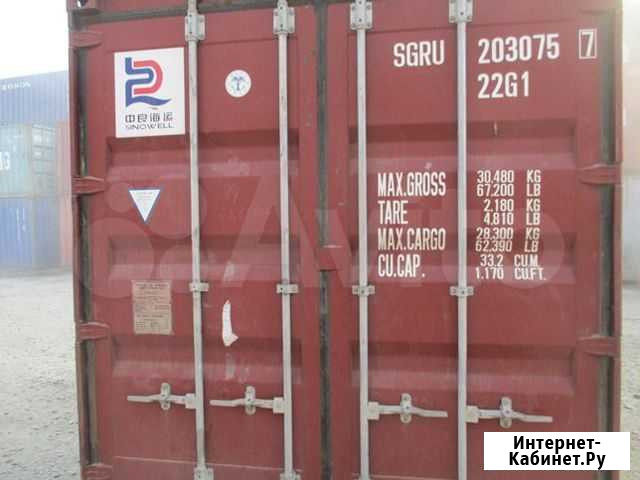 中良海运
SINOWELL
SGRU 203075 7
22G1
MAX.GROSS 30.480 KG
67.200 LB
TARE 2.180 KG
4.810 LB
MAX.CARGO 28.300 KG
62.390 LB
CU.CAP. 33.2 CU.M.
1.170 CU.FT.
Avito
Интернет-
Кабинет.Ру